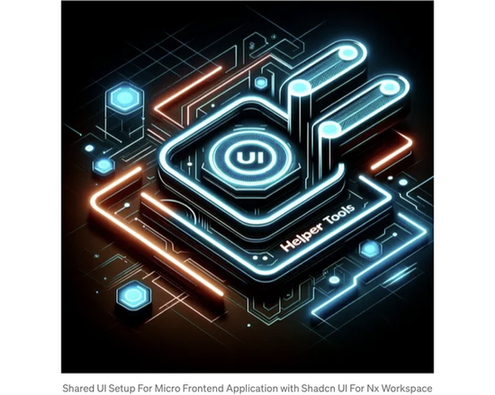 UI
Helper Tools
Shared UI Setup For Micro Frontend Application with Shadcn UI For Nx Workspace